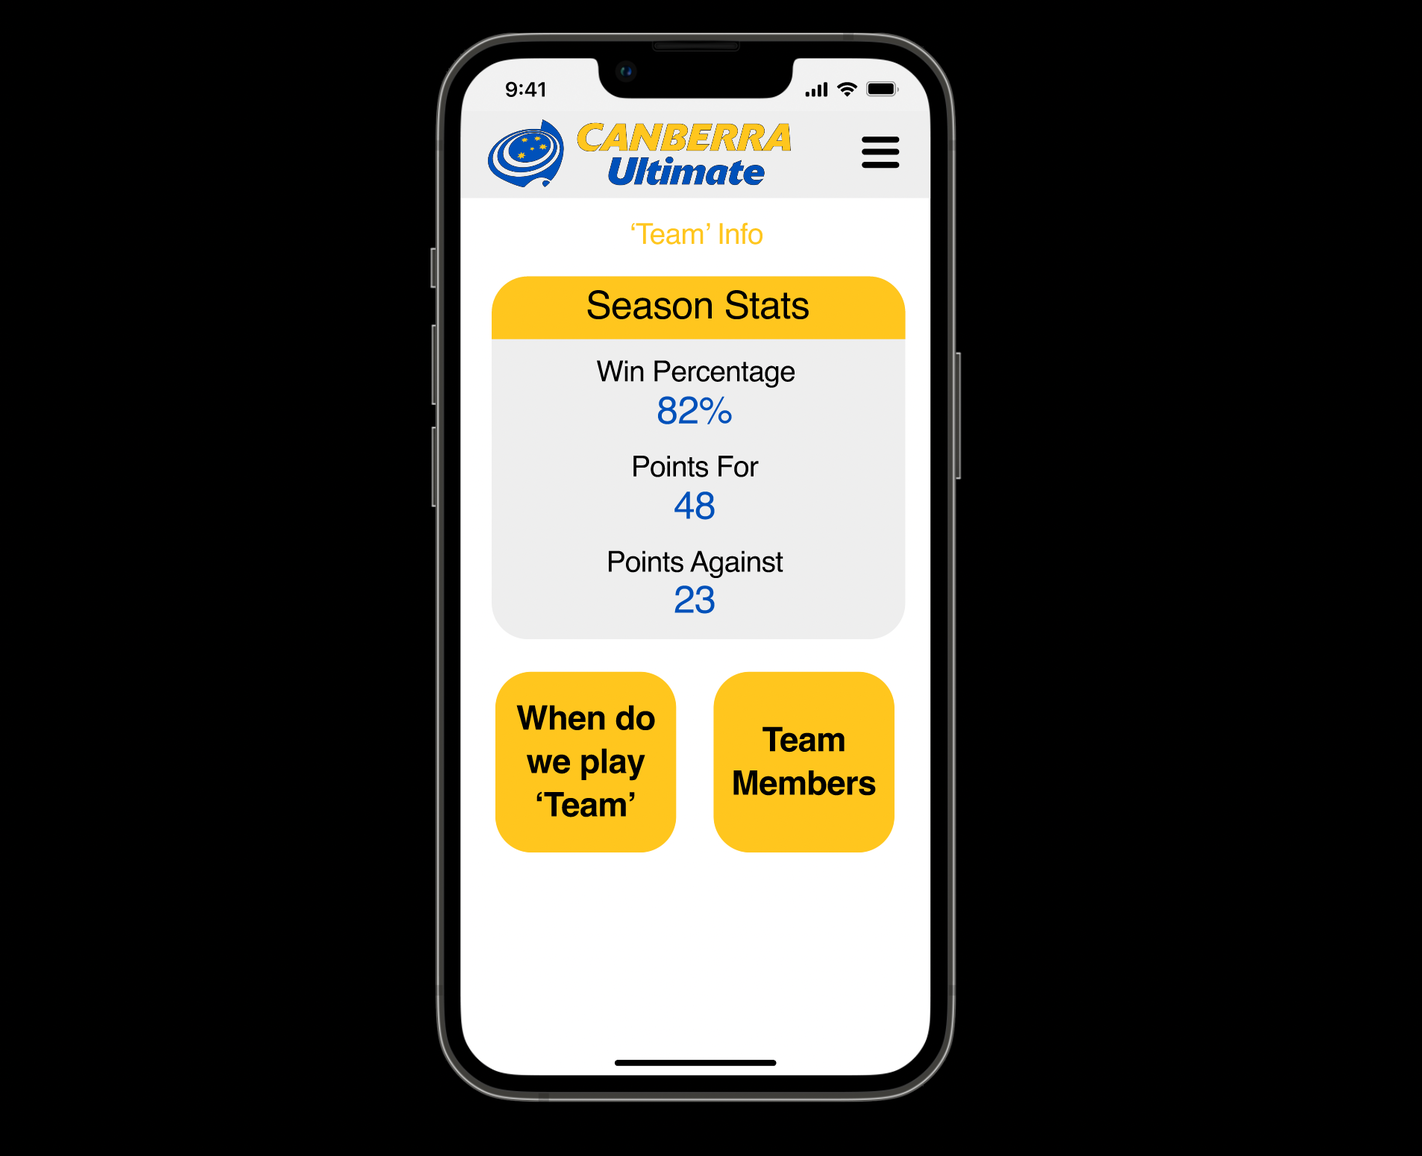 9:41
CANBERRA
Ultimate
‘Team’ Info
Season Stats
Win Percentage
82%
Points For
48
Points Against
23
When do
we play
‘Team’
Team
Members